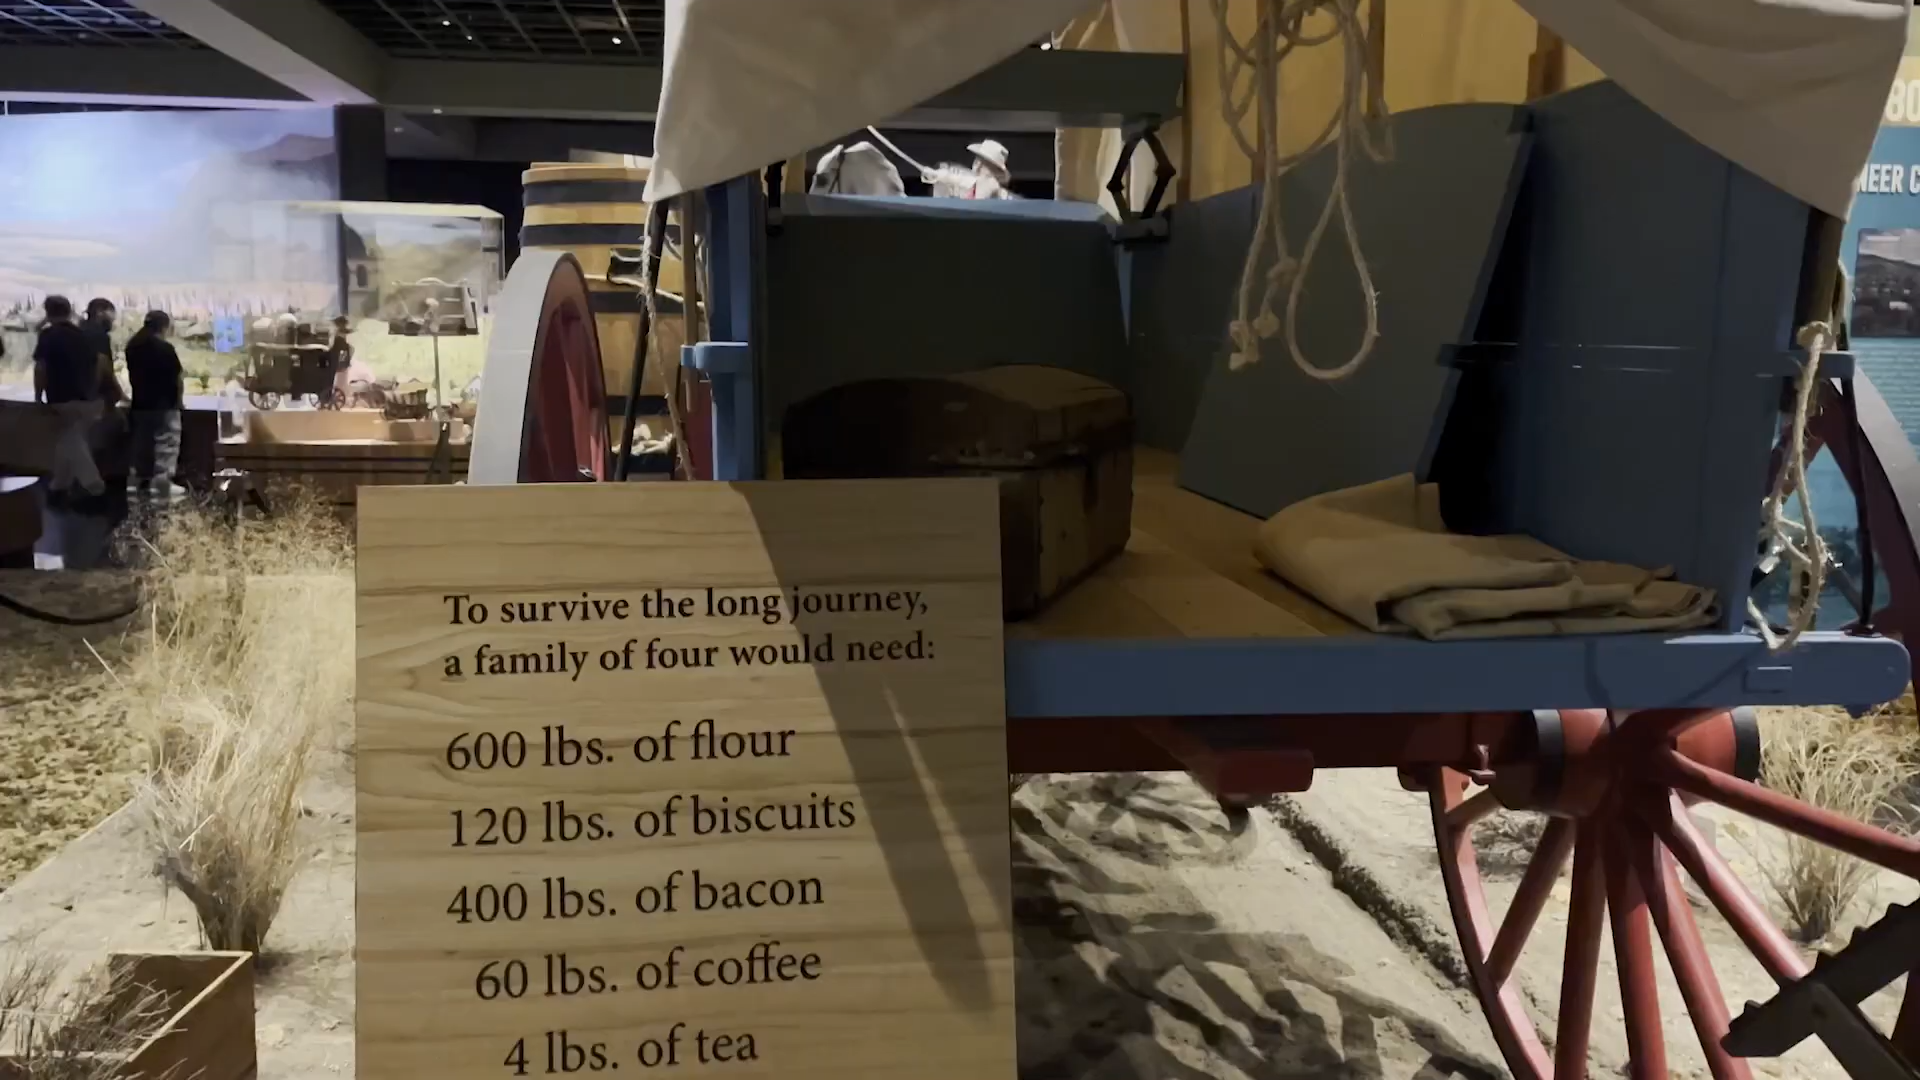 To survive the long journey,
a family of four would need:
600 lbs. of flour
120 lbs. of biscuits
400 lbs. of bacon
60 lbs. of coffee
4 lbs. of tea